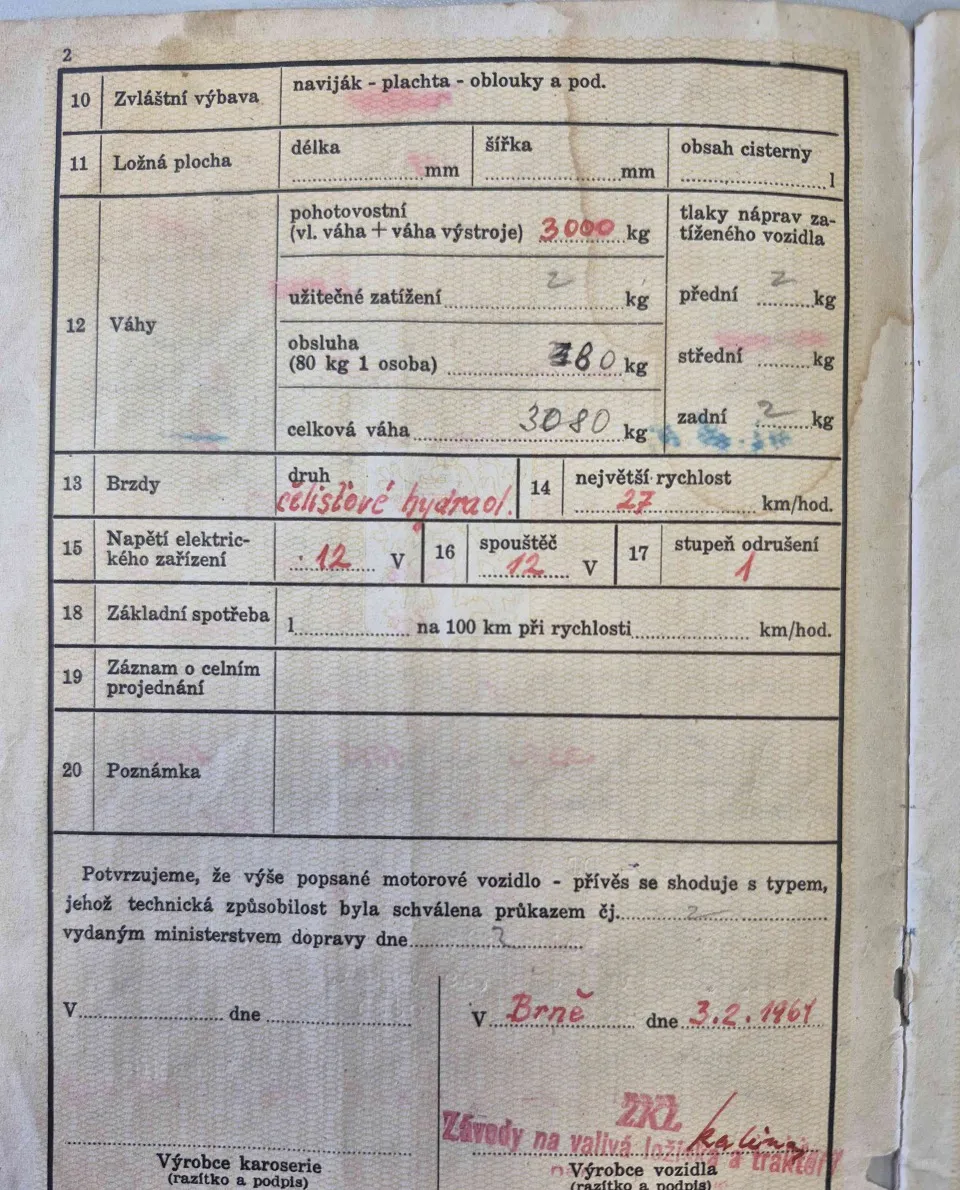 2
10 Zvláštní výbava naviják - plachta - oblouky a pod.
11 Ložná plocha délka mm šířka mm obsah cisterny l
12 Váhy
pohotovostní
(vl. váha + váha výstroje) 3000 kg
tlaky náprav za-
tíženého vozidla
užitečné zatížení kg
přední kg
obsluha
(80 kg 1 osoba) 80 kg
střední kg
celková váha 3080 kg
zadní kg
13 Brzdy druh
čelisťové hydraol.
14 největší rychlost
27 km/hod.
15 Napětí elektric-
kého zařízení 12 V
16 spouštěč
12 V
17 stupeň odrušení
1
18 Základní spotřeba l na 100 km při rychlosti km/hod.
19 Záznam o celním
projednání
20 Poznámka
Potvrzujeme, že výše popsané motorové vozidlo - přívěs se shoduje s typem,
jehož technická způsobilost byla schválena průkazem čj.
vydaným ministerstvem dopravy dne
V dne
V Brně dne 3.2.1961
ZKL
Závody na valivá ložiska a traktory
Výrobce karoserie
(razítko a podpis)
Výrobce vozidla
(razítko a podpis)